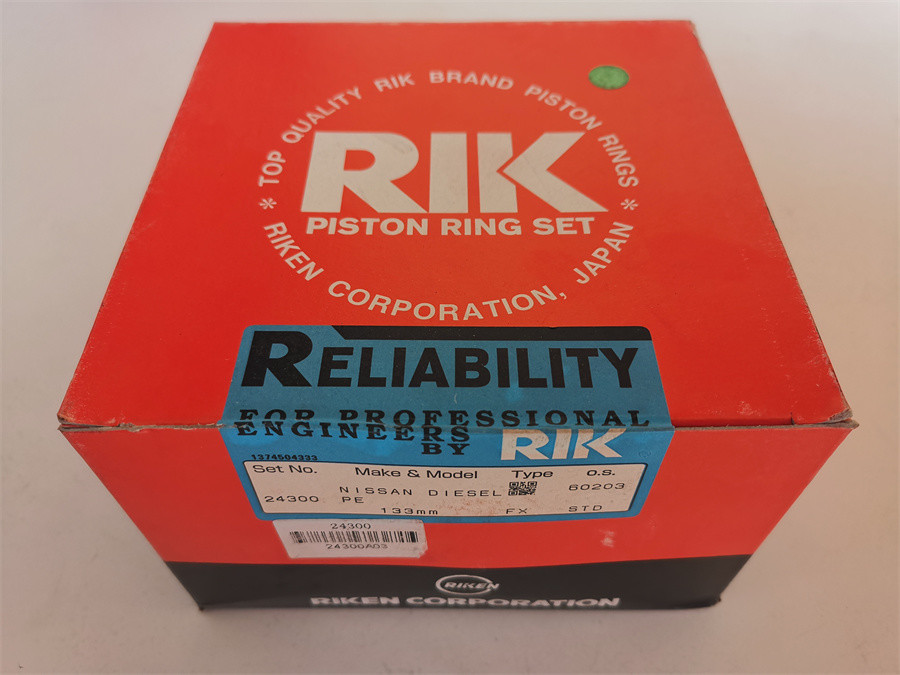 * TOP QUALITY RIK BRAND PISTON RINGS *
RIK
PISTON RING SET
RIKEN CORPORATION, JAPAN
RELIABILITY
FOR PROFESSIONAL
ENGINEERS
BY RIK
1374504333
Set No. Make & Model Type o.s.
NISSAN DIESEL 60203
24300 PE
133mm FX STD
24300
24300A03
RIKEN
RIKEN CORPORATION